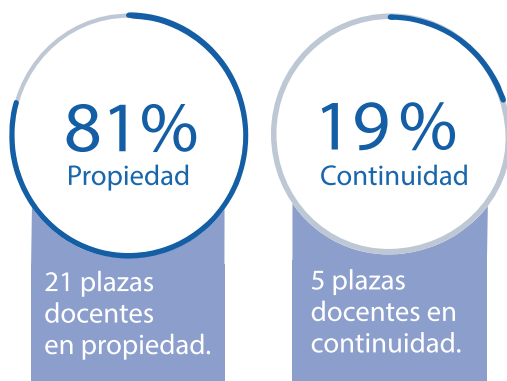 81%
Propiedad
21 plazas
docentes
en propiedad.
19%
Continuidad
5 plazas
docentes en
continuidad.